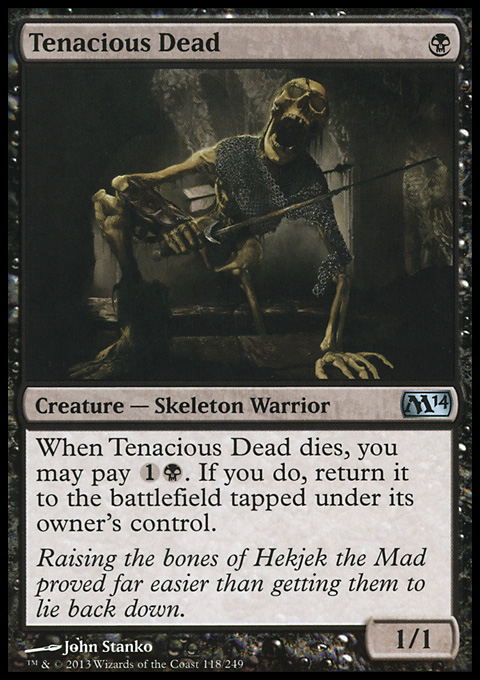 Tenacious Dead
Creature — Skeleton Warrior
M14
When Tenacious Dead dies, you
may pay 1. If you do, return it
to the battlefield tapped under its
owner's control.
Raising the bones of Hekjek the Mad
proved far easier than getting them to
lie back down.
John Stanko
1/1
™ & © 2013 Wizards of the Coast 118/249